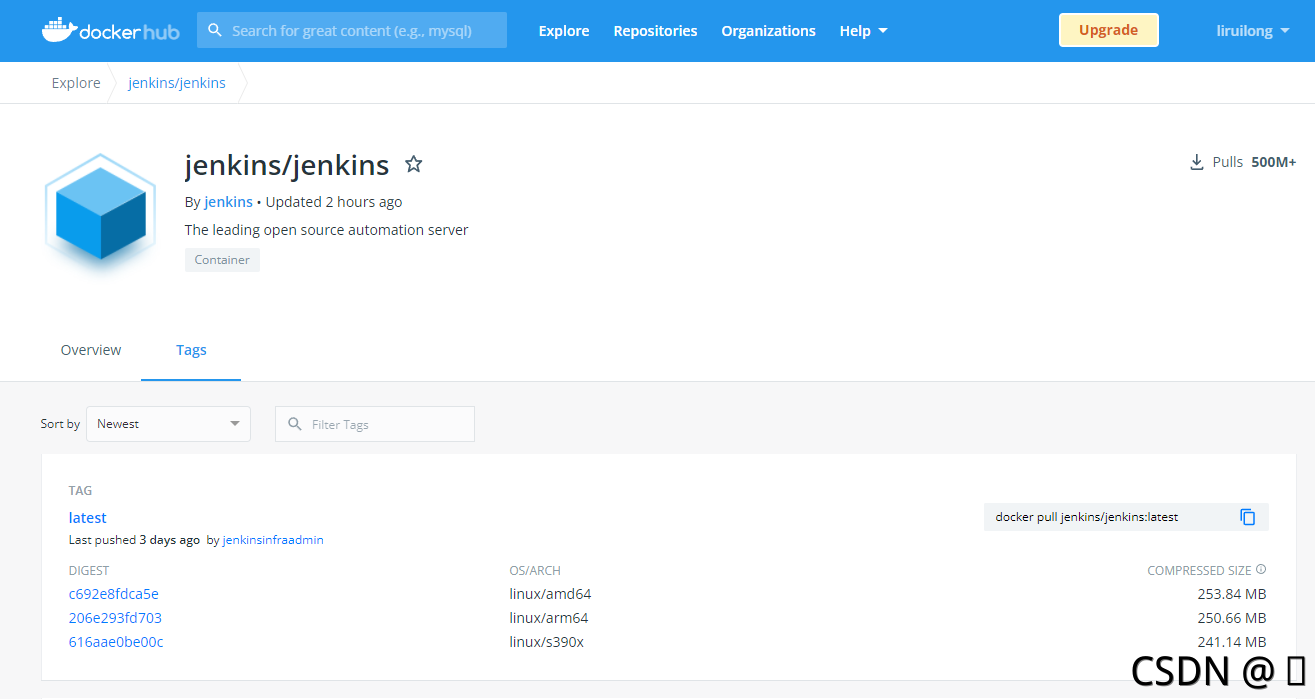 dockerhub
Search for great content (e.g., mysql)
Explore
Repositories
Organizations
Help
Upgrade
liruilong
Explore
jenkins/jenkins
jenkins/jenkins
Pulls 500M+
By jenkins • Updated 2 hours ago
The leading open source automation server
Container
Overview
Tags
Sort by
Newest
Filter Tags
TAG
latest
docker pull jenkins/jenkins:latest
Last pushed 3 days ago by jenkinsinfraadmin
DIGEST OS/ARCH COMPRESSED SIZE
c692e8fdca5e linux/amd64 253.84 MB
206e293fd703 linux/arm64 250.66 MB
616aae0be00c linux/s390x 241.14 MB
CSDN @